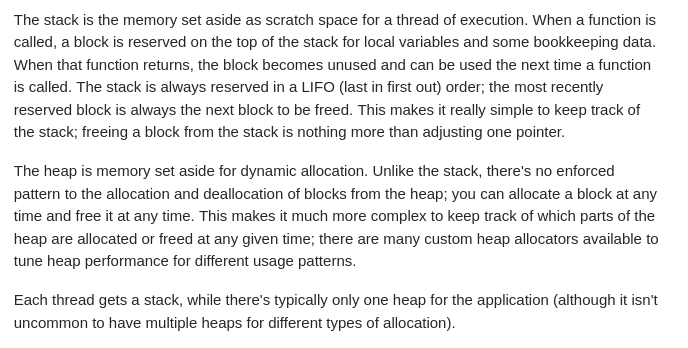 The stack is the memory set aside as scratch space for a thread of execution. When a function is
called, a block is reserved on the top of the stack for local variables and some bookkeeping data.
When that function returns, the block becomes unused and can be used the next time a function
is called. The stack is always reserved in a LIFO (last in first out) order; the most recently
reserved block is always the next block to be freed. This makes it really simple to keep track of
the stack; freeing a block from the stack is nothing more than adjusting one pointer.
The heap is memory set aside for dynamic allocation. Unlike the stack, there's no enforced
pattern to the allocation and deallocation of blocks from the heap; you can allocate a block at any
time and free it at any time. This makes it much more complex to keep track of which parts of the
heap are allocated or freed at any given time; there are many custom heap allocators available to
tune heap performance for different usage patterns.
Each thread gets a stack, while there's typically only one heap for the application (although it isn't
uncommon to have multiple heaps for different types of allocation).